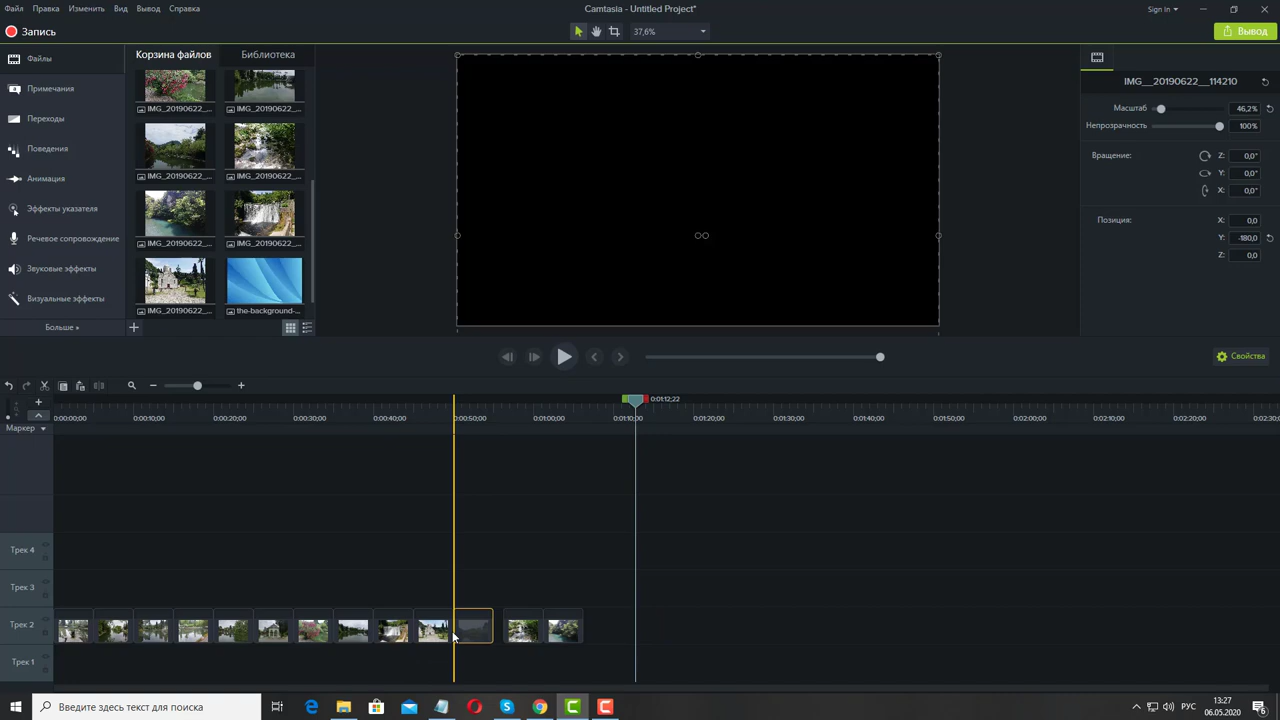 Файл Правка Изменить Вид Вывод Справка
Camtasia - Untitled Project*
Sign In
Запись
37,6%
Вывод
Файлы
Примечания
Переходы
Поведения
Анимация
Эффекты указателя
Речевое сопровождение
Звуковые эффекты
Визуальные эффекты
Больше »
Корзина файлов Библиотека
IMG_20190622_... IMG_20190622_...
IMG_20190622_... IMG_20190622_...
IMG_20190622_... IMG_20190622_...
IMG_20190622_... the-background-...
IMG__20190622__114210
Масштаб 46,2%
Непрозрачность 100%
Вращение: Z: 0,0°
Y: 0,0°
X: 0,0°
Позиция: X: 0,0
Y: -180,0
Z: 0,0
Свойства
0:01:12;22
0:00:00;00 0:00:10;00 0:00:20;00 0:00:30;00 0:00:40;00 0:00:50;00 0:01:00;00 0:01:10;00 0:01:20;00 0:01:30;00 0:01:40;00 0:01:50;00 0:02:00;00 0:02:10;00 0:02:20;00
Маркер
Трек 4
Трек 3
Трек 2
Трек 1
Введите здесь текст для поиска
РУС
13:27
06.05.2020